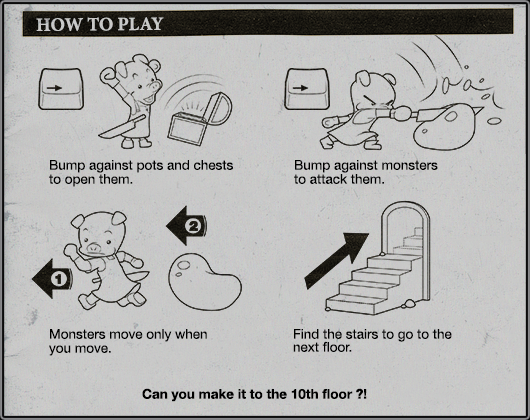 HOW TO PLAY
Bump against pots and chests
to open them.
Bump against monsters
to attack them.
1
2
Monsters move only when
you move.
Find the stairs to go to the
next floor.
Can you make it to the 10th floor ?!